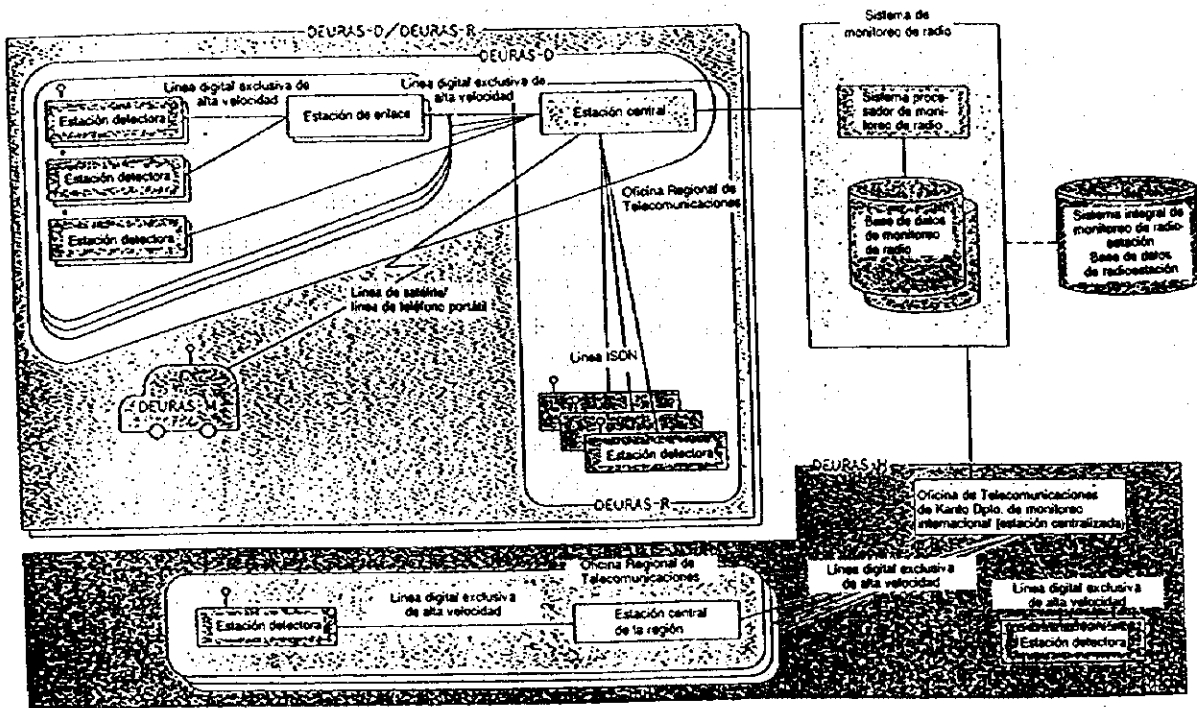 DEURAS-D/DEURAS-R
DEURAS-D
Línea digital exclusiva de
alta velocidad
Línea digital exclusiva de
alta velocidad
Estación detectora
Estación de enlace
Estación central
Estación detectora
Estación detectora
Oficina Regional de
Telecomunicaciones
Línea de satélite/
línea de teléfono portátil
DEURAS-M
Línea ISDN
Estación detectora
DEURAS-R
Sistema de
monitoreo de radio
Sistema proce-
sador de moni-
toreo de radio
Base de datos
de monitoreo
de radio
Sistema integral de
monitoreo de radio-
estación
Base de datos
de radioestación
DEURAS-H
Oficina de Telecomunicaciones
de Kanto Dpto. de monitoreo
internacional (estación centralizada)
Línea digital exclusiva
de alta velocidad
Línea digital exclusiva
de alta velocidad
Estación detectora
Oficina Regional de
Telecomunicaciones
Línea digital exclusiva
de alta velocidad
Estación detectora
Estación central
de la región